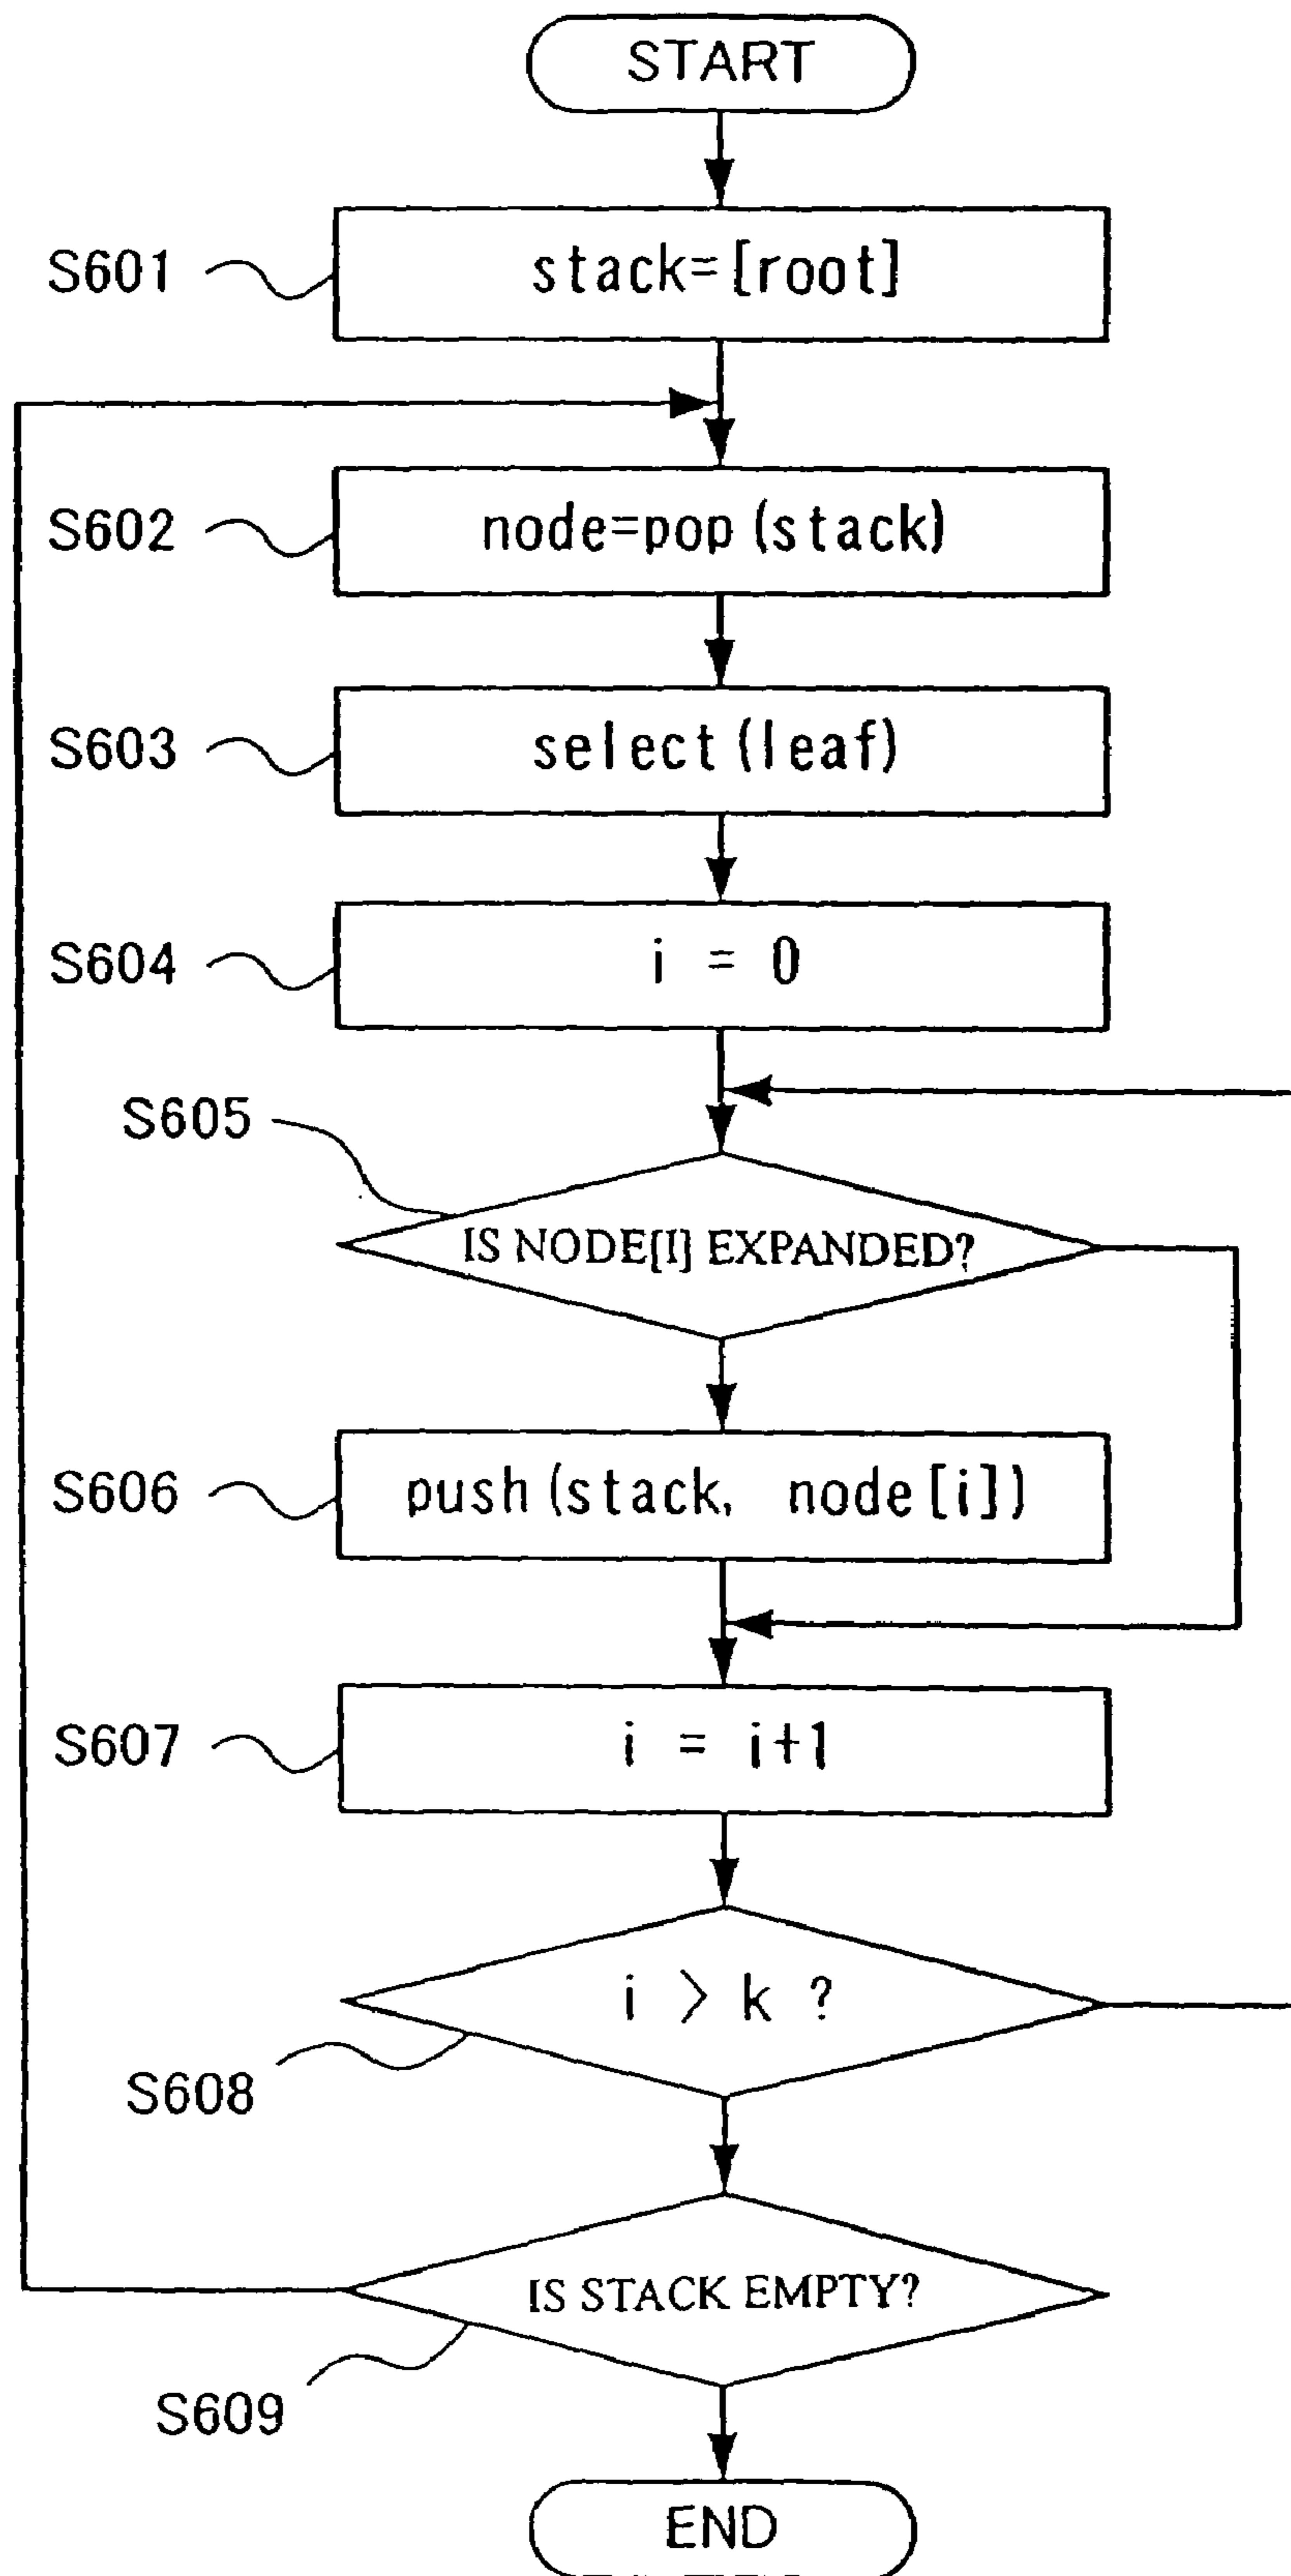 START
S601
stack=[root]
S602
node=pop(stack)
S603
select(leaf)
S604
i = 0
S605
IS NODE[I] EXPANDED?
S606
push(stack, node[i])
S607
i = i+1
i > k ?
S608
IS STACK EMPTY?
S609
END